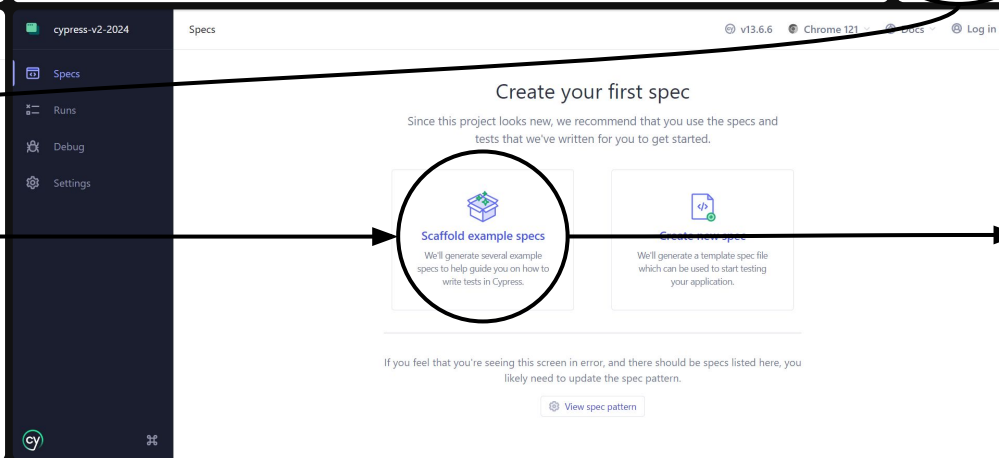 cypress-v2-2024
Specs
v13.6.6
Chrome 121
Docs
Log in
Specs
Runs
Debug
Settings
Create your first spec
Since this project looks new, we recommend that you use the specs and
tests that we've written for you to get started.
Scaffold example specs
We'll generate several example
specs to help guide you on how to
write tests in Cypress.
Create new spec
We'll generate a template spec file
which can be used to start testing
your application.
If you feel that you're seeing this screen in error, and there should be specs listed here, you
likely need to update the spec pattern.
View spec pattern
cy